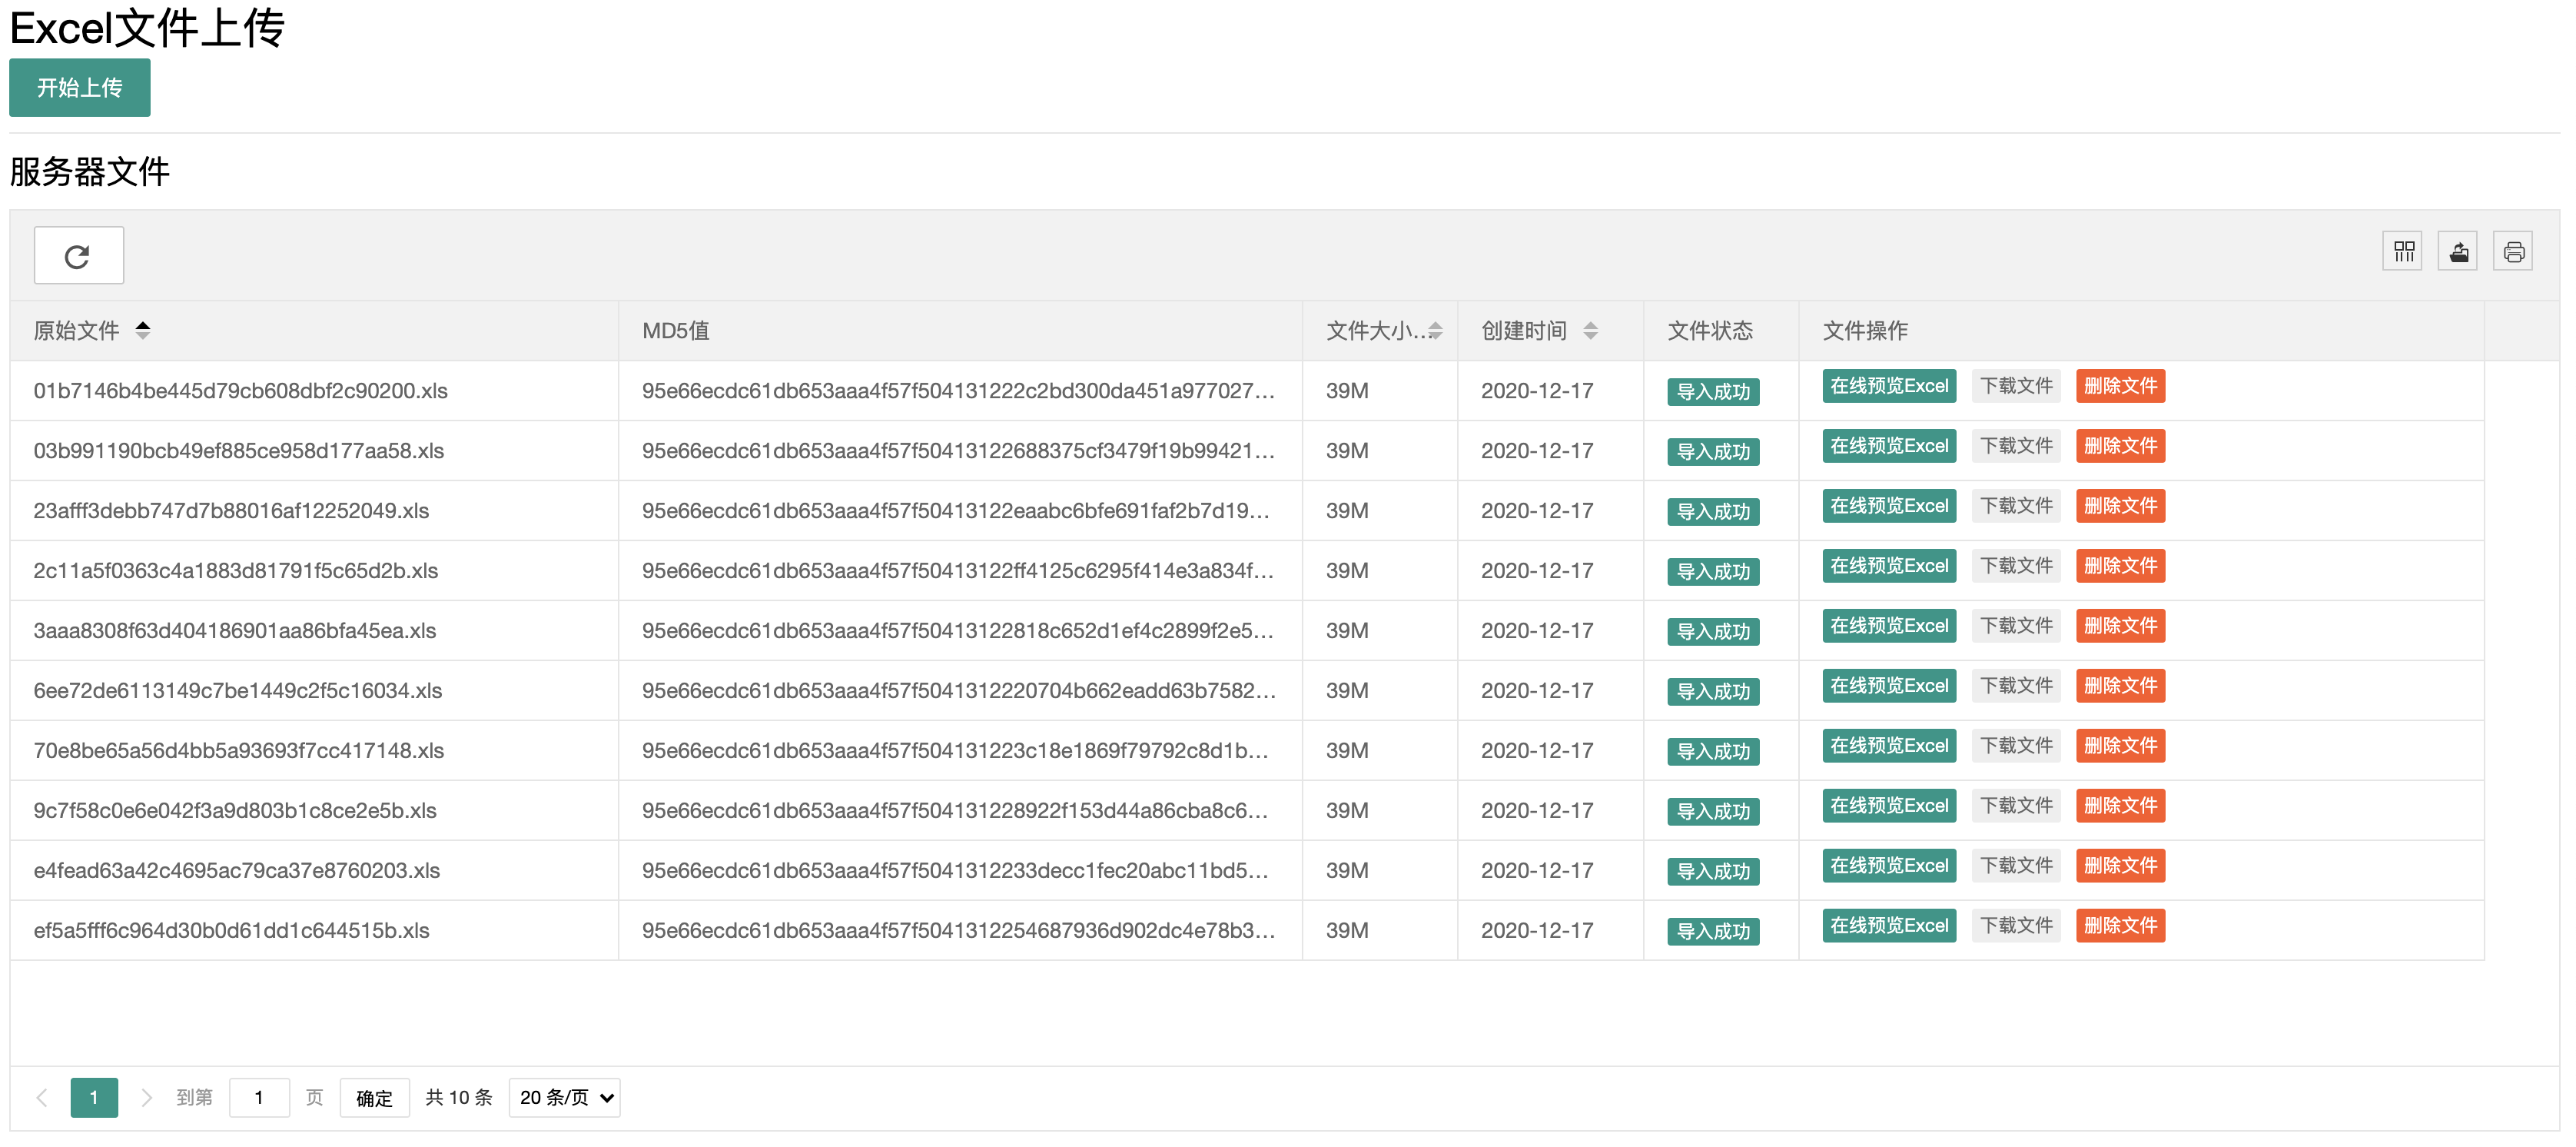 Excel文件上传
开始上传
服务器文件
原始文件 MD5值 文件大小... 创建时间 文件状态 文件操作
01b7146b4be445d79cb608dbf2c90200.xls 95e66ecdc61db653aaa4f57f504131222c2bd300da451a977027... 39M 2020-12-17 导入成功 在线预览Excel 下载文件 删除文件
03b991190bcb49ef885ce958d177aa58.xls 95e66ecdc61db653aaa4f57f50413122688375cf3479f19b99421... 39M 2020-12-17 导入成功 在线预览Excel 下载文件 删除文件
23afff3debb747d7b88016af12252049.xls 95e66ecdc61db653aaa4f57f50413122eaabc6bfe691faf2b7d19... 39M 2020-12-17 导入成功 在线预览Excel 下载文件 删除文件
2c11a5f0363c4a1883d81791f5c65d2b.xls 95e66ecdc61db653aaa4f57f50413122ff4125c6295f414e3a834f... 39M 2020-12-17 导入成功 在线预览Excel 下载文件 删除文件
3aaa8308f63d404186901aa86bfa45ea.xls 95e66ecdc61db653aaa4f57f50413122818c652d1ef4c2899f2e5... 39M 2020-12-17 导入成功 在线预览Excel 下载文件 删除文件
6ee72de6113149c7be1449c2f5c16034.xls 95e66ecdc61db653aaa4f57f5041312220704b662eadd63b7582... 39M 2020-12-17 导入成功 在线预览Excel 下载文件 删除文件
70e8be65a56d4bb5a93693f7cc417148.xls 95e66ecdc61db653aaa4f57f504131223c18e1869f79792c8d1b... 39M 2020-12-17 导入成功 在线预览Excel 下载文件 删除文件
9c7f58c0e6e042f3a9d803b1c8ce2e5b.xls 95e66ecdc61db653aaa4f57f504131228922f153d44a86cba8c6... 39M 2020-12-17 导入成功 在线预览Excel 下载文件 删除文件
e4fead63a42c4695ac79ca37e8760203.xls 95e66ecdc61db653aaa4f57f5041312233decc1fec20abc11bd5... 39M 2020-12-17 导入成功 在线预览Excel 下载文件 删除文件
ef5a5fff6c964d30b0d61dd1c644515b.xls 95e66ecdc61db653aaa4f57f5041312254687936d902dc4e78b3... 39M 2020-12-17 导入成功 在线预览Excel 下载文件 删除文件
1 到第 1 页 确定 共 10 条 20 条/页